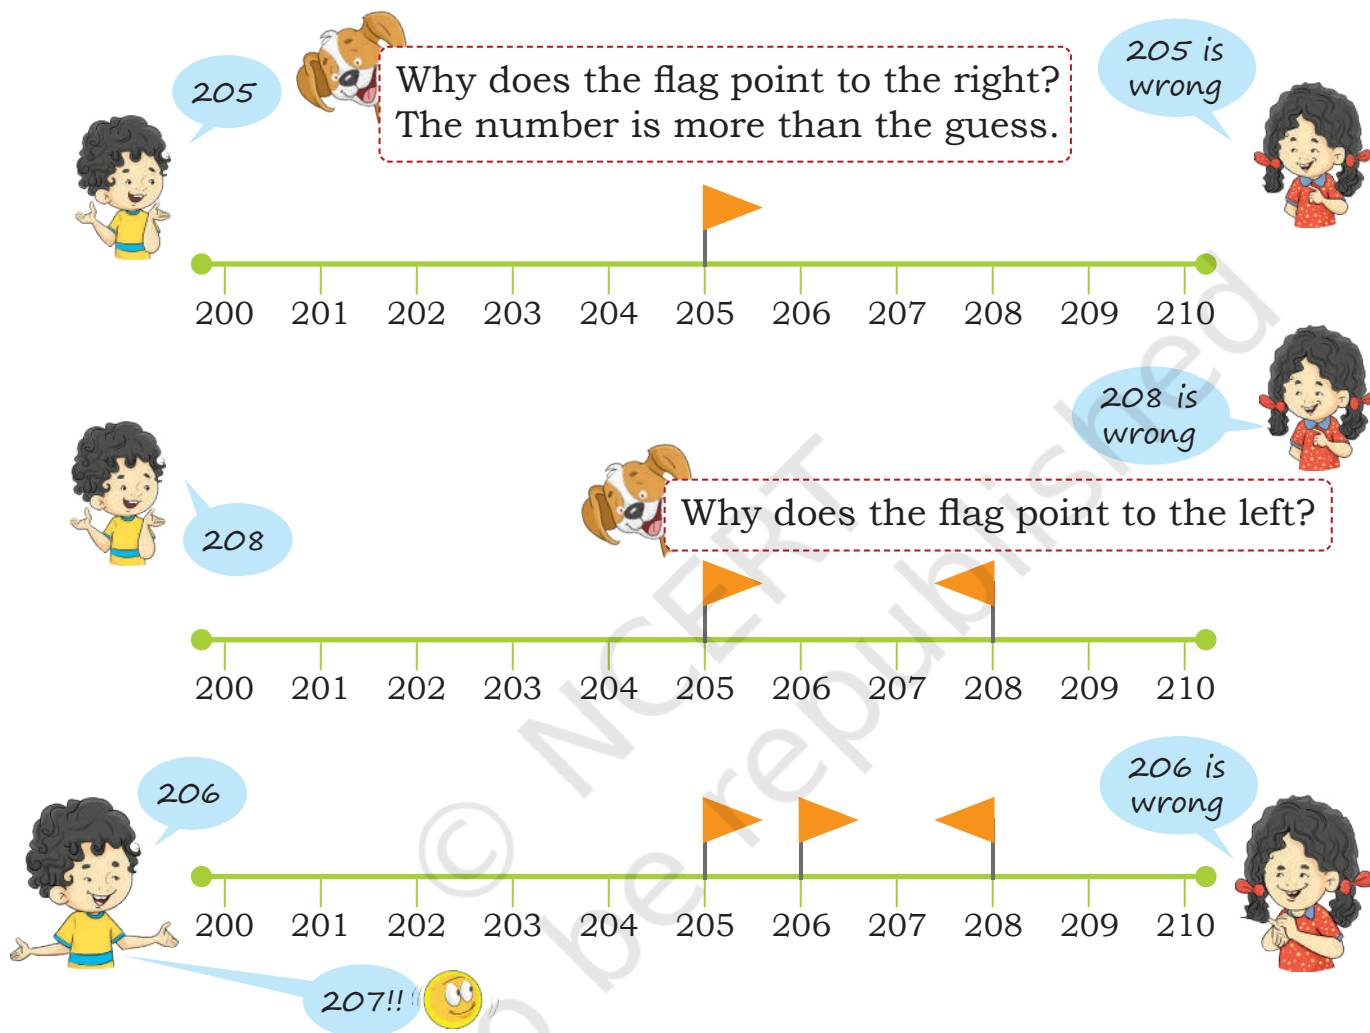 205
Why does the flag point to the right?
The number is more than the guess.
205 is
wrong
200 201 202 203 204 205 206 207 208 209 210
208 is
wrong
208
Why does the flag point to the left?
200 201 202 203 204 205 206 207 208 209 210
206
206 is
wrong
200 201 202 203 204 205 206 207 208 209 210
207!!
© NCERT
be republished